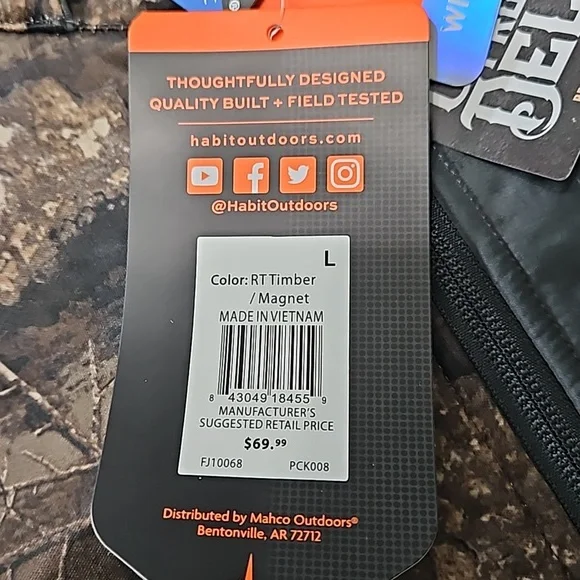 THOUGHTFULLY DESIGNED
QUALITY BUILT + FIELD TESTED
habitoutdoors.com
@HabitOutdoors
L
Color: RT Timber
/ Magnet
MADE IN VIETNAM
8 43049 18455 9
MANUFACTURER'S
SUGGESTED RETAIL PRICE
$69.99
FJ10068 PCK008
Distributed by Mahco Outdoors®
Bentonville, AR 72712